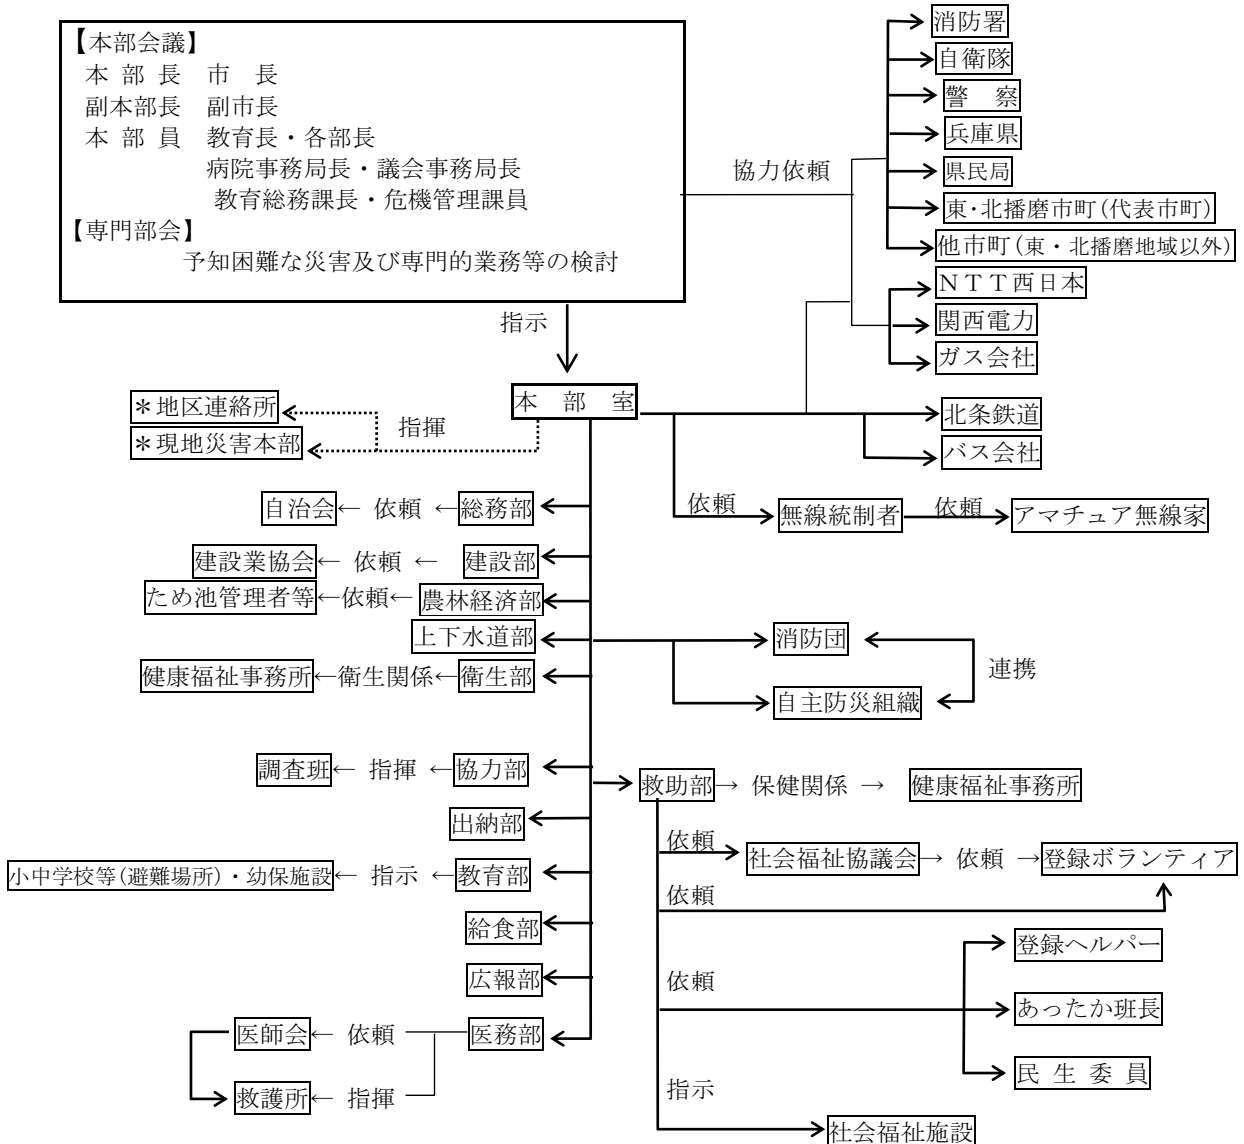 【本部会議】
本 部 長　市　長
副本部長　副市長
本 部 員　教育長・各部長
病院事務局長・議会事務局長
教育総務課長・危機管理課員
【専門部会】
予知困難な災害及び専門的業務等の検討
協力依頼
消防署
自衛隊
警　察
兵庫県
県民局
東・北播磨市町(代表市町)
他市町(東・北播磨地域以外)
ＮＴＴ西日本
関西電力
ガス会社
指示
本　部　室
北条鉄道
バス会社
＊地区連絡所
＊現地災害本部
指揮
依頼
無線統制者
依頼
アマチュア無線家
自治会← 依頼 ←総務部
建設業協会← 依頼 ← 建設部
ため池管理者等←依頼←農林経済部
上下水道部
消防団
自主防災組織
連携
健康福祉事務所←衛生関係←衛生部
調査班← 指揮 ←協力部
救助部→ 保健関係 → 健康福祉事務所
出納部
依頼
社会福祉協議会→ 依頼 →登録ボランティア
小中学校等(避難場所)・幼保施設← 指示 ←教育部
依頼
給食部
登録ヘルパー
広報部
依頼
あったか班長
医師会← 依頼
医務部
民 生 委 員
救護所← 指揮
指示
社会福祉施設